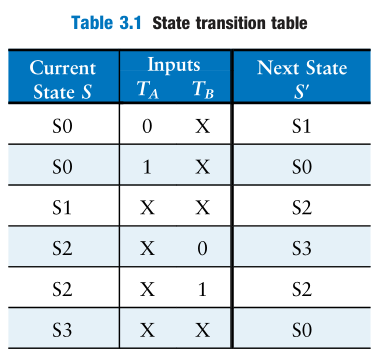 Table 3.1 State transition table
Current State S Inputs Next State S′
T_A T_B
S0 0 X S1
S0 1 X S0
S1 X X S2
S2 X 0 S3
S2 X 1 S2
S3 X X S0